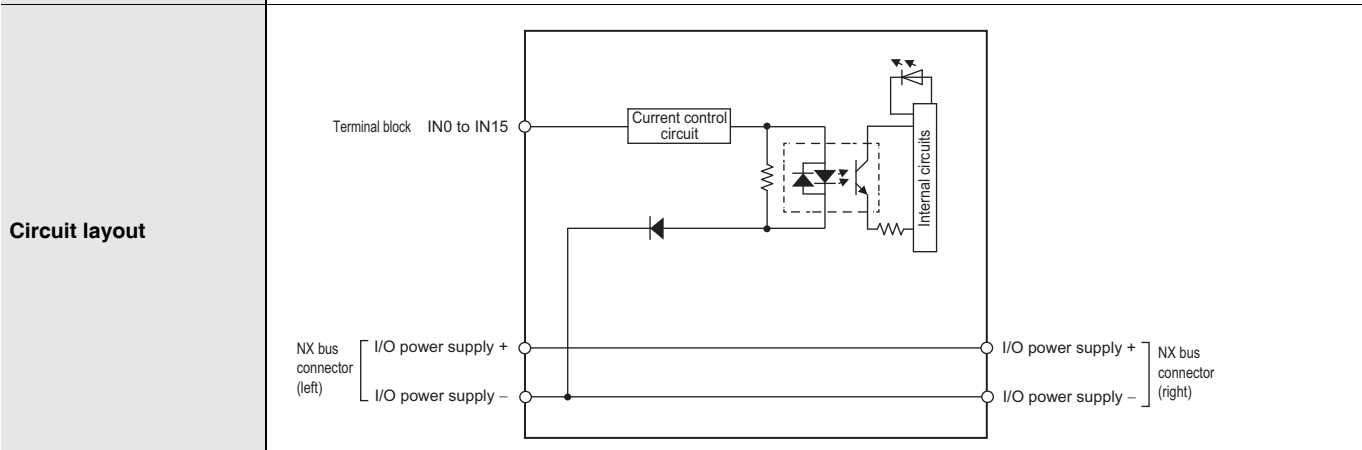 Circuit layout
Terminal block IN0 to IN15
Current control
circuit
Internal circuits
NX bus
connector
(left)
I/O power supply +
I/O power supply –
I/O power supply +
I/O power supply –
NX bus
connector
(right)